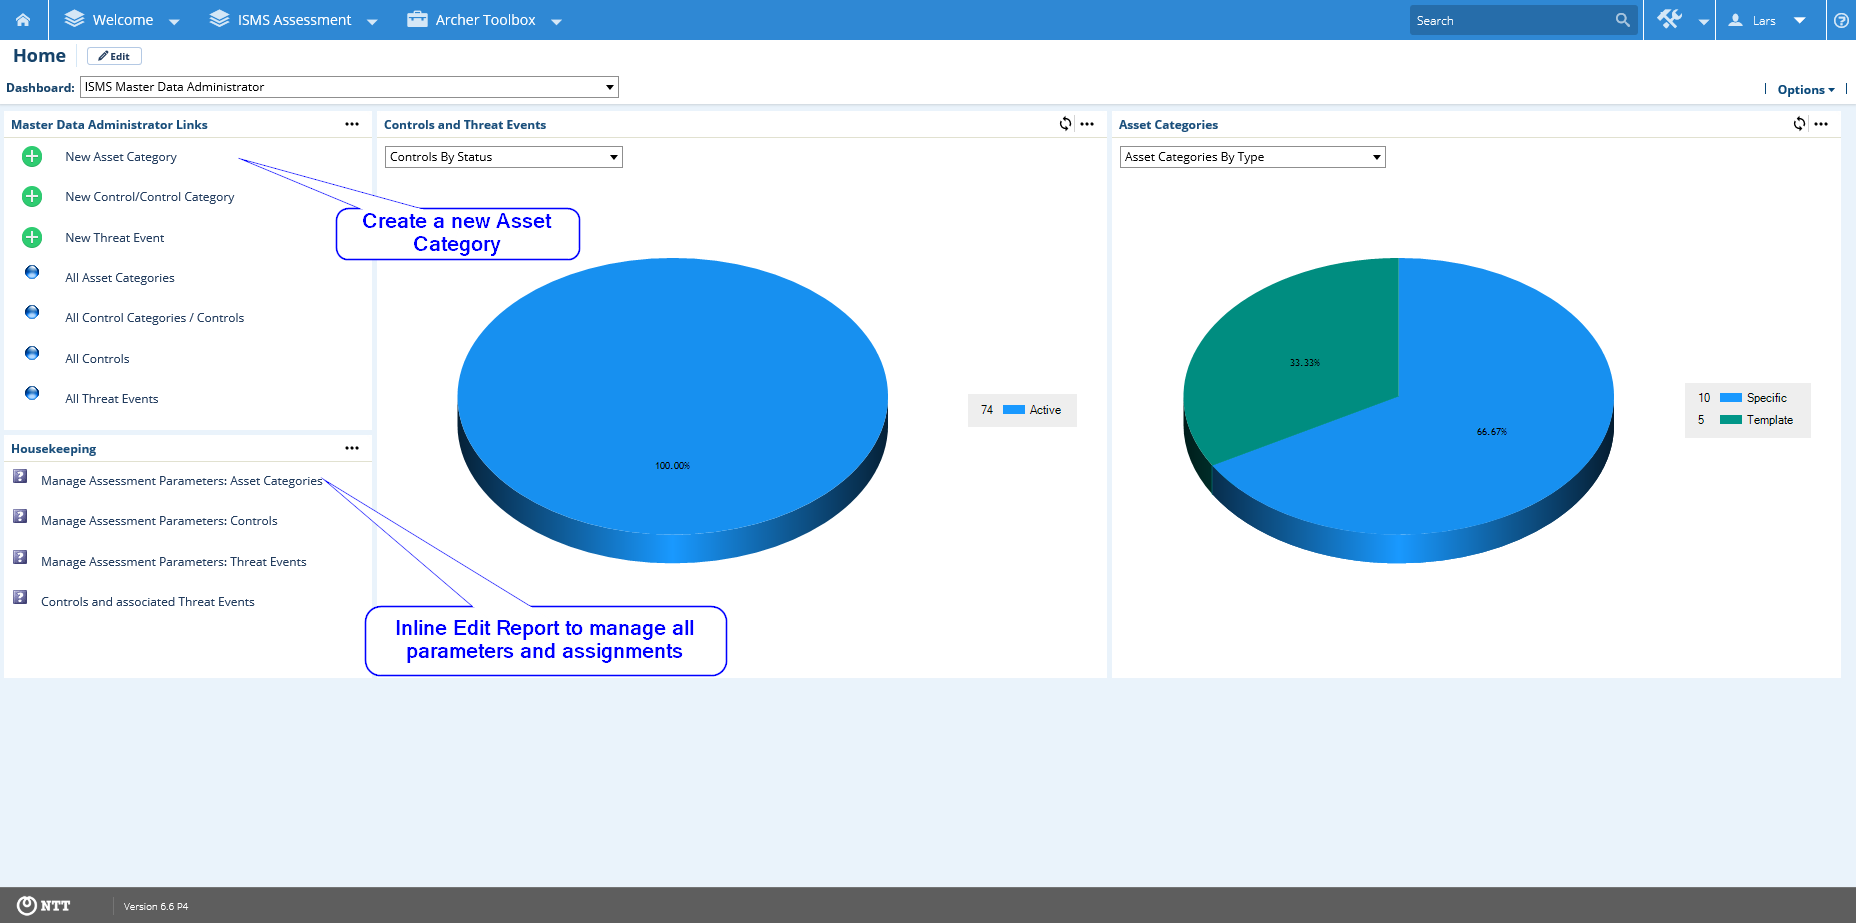 Welcome
ISMS Assessment
Archer Toolbox
Search
Lars
?
Home
Edit
Dashboard:
ISMS Master Data Administrator
Options
Master Data Administrator Links
New Asset Category
New Control/Control Category
New Threat Event
All Asset Categories
All Control Categories / Controls
All Controls
All Threat Events
Create a new Asset
Category
Housekeeping
? Manage Assessment Parameters: Asset Categories
? Manage Assessment Parameters: Controls
? Manage Assessment Parameters: Threat Events
? Controls and associated Threat Events
Inline Edit Report to manage all
parameters and assignments
Controls and Threat Events
Controls By Status
100.00%
74 Active
Asset Categories
Asset Categories By Type
33.33%
66.67%
10 Specific
5 Template
NTT
Version 6.6 P4